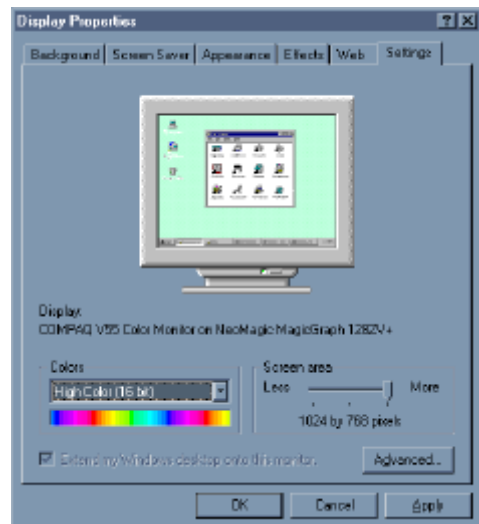 Display Properties
Background Screen Saver Appearance Effects Web Settings
Display:
COMPAQ V55 Color Monitor on NeoMagic MagicGraph 128ZV+
Colors
High Color (16 bit)
Screen area
Less More
1024 by 768 pixels
Extend my Windows desktop onto this monitor.
Advanced...
OK Cancel Apply